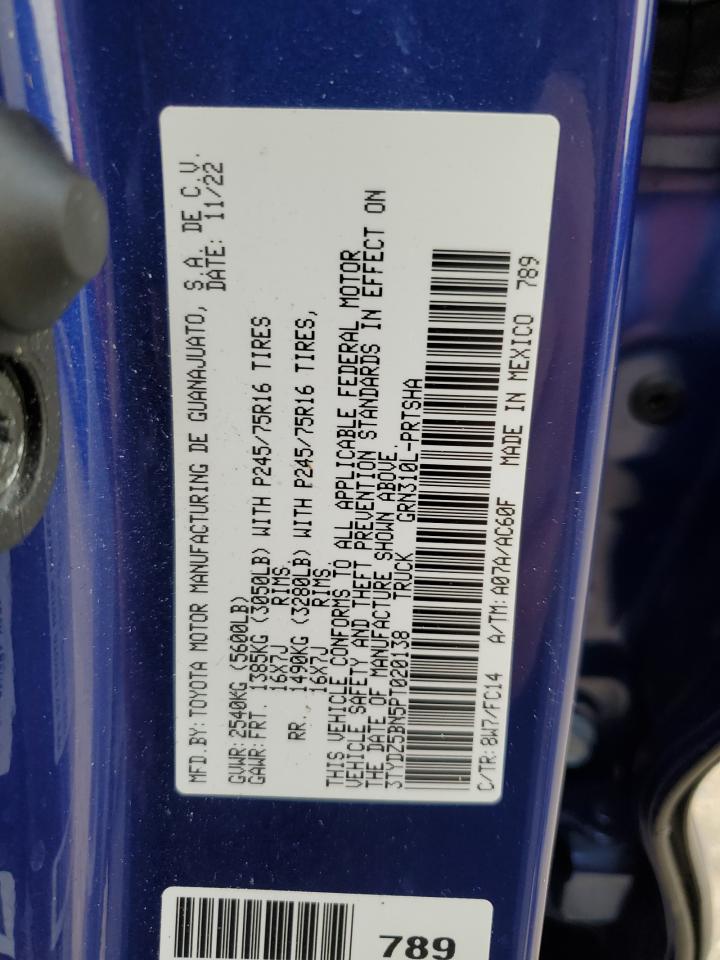 MFD.BY:TOYOTA MOTOR MANUFACTURING DE GUANAJUATO, S.A. DE C.V.
DATE: 11/22
GVWR:2540KG (5600LB)
GAWR:FRT. 1385KG (3050LB) WITH P245/75R16 TIRES
16X7J RIMS.
RR. 1490KG (3280LB) WITH P245/75R16 TIRES,
16X7J RIMS.
THIS VEHICLE CONFORMS TO ALL APPLICABLE FEDERAL MOTOR
VEHICLE SAFETY AND THEFT PREVENTION STANDARDS IN EFFECT ON
THE DATE OF MANUFACTURE SHOWN ABOVE.
3TYDZ5BN5PT020138 TRUCK GRN310L-PRTSHA
C/TR:8W7/FC14 A/TM:A07A/AC60F MADE IN MEXICO 789
789